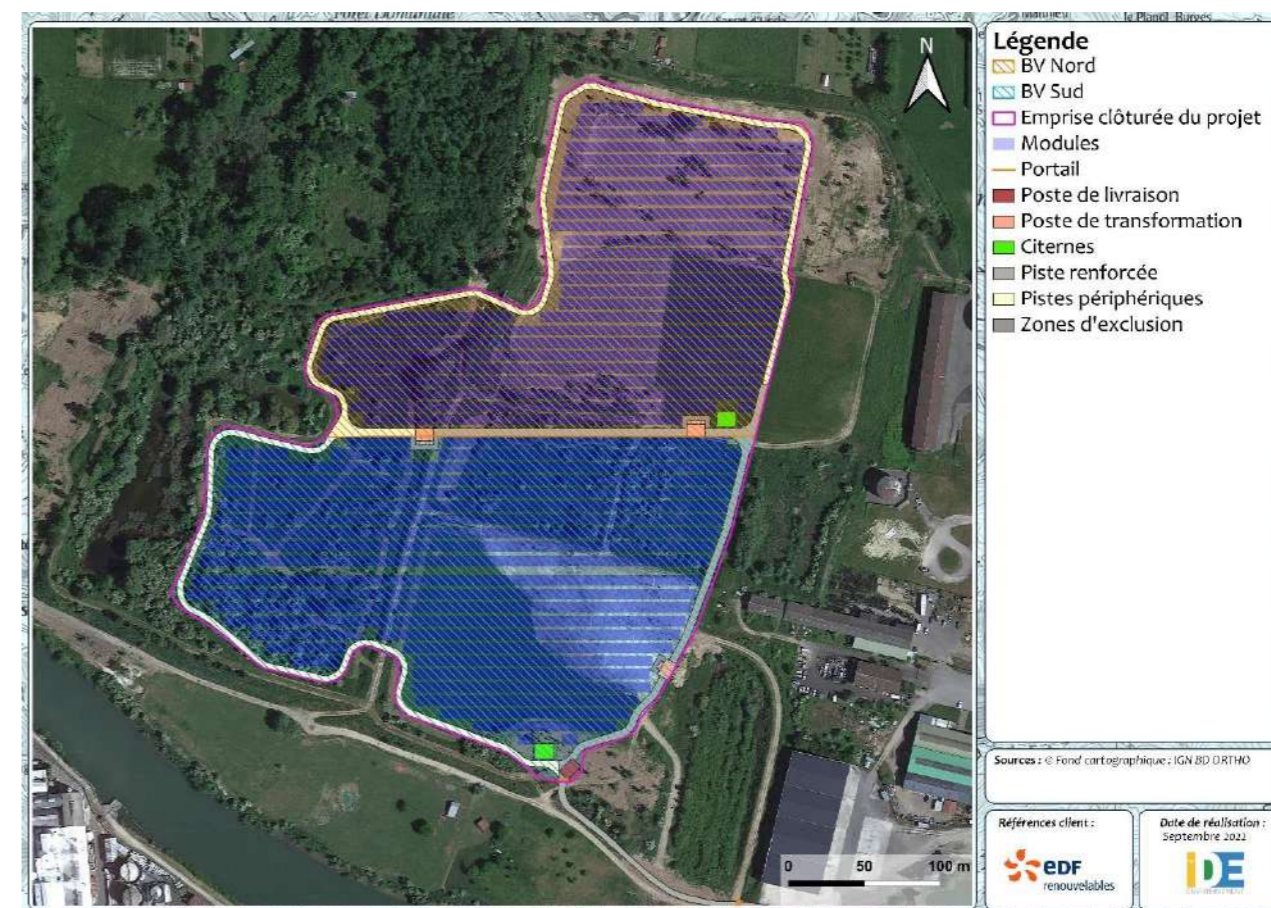 N
Légende
BV Nord
BV Sud
Emprise clôturée du projet
Modules
Portail
Poste de livraison
Poste de transformation
Citernes
Piste renforcée
Pistes périphériques
Zones d'exclusion
0 50 100 m
Sources : © Fond cartographique : IGN BD ORTHO
Références client :
eDF
renouvelables
Date de réalisation :
Septembre 2022
iDE